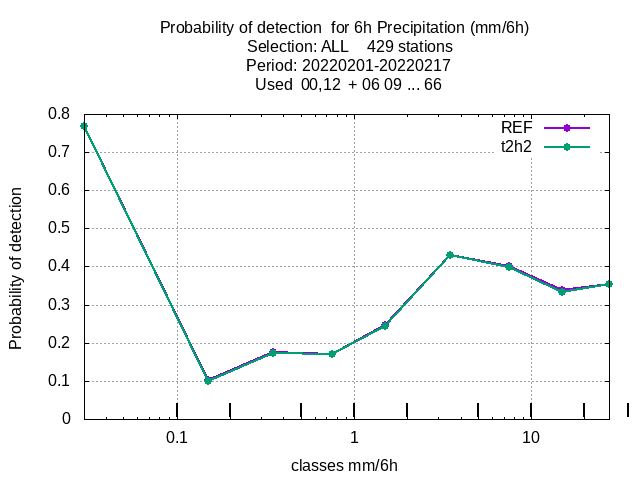 Probability of detection  for 6h Precipitation (mm/6h)
Selection: ALL    429 stations
Period: 20220201-20220217
Used  00,12  + 06 09 ... 66
REF
t2h2
0.8
0.7
0.6
0.5
0.4
0.3
0.2
0.1
0
Probability of detection
0.1 1 10
classes mm/6h